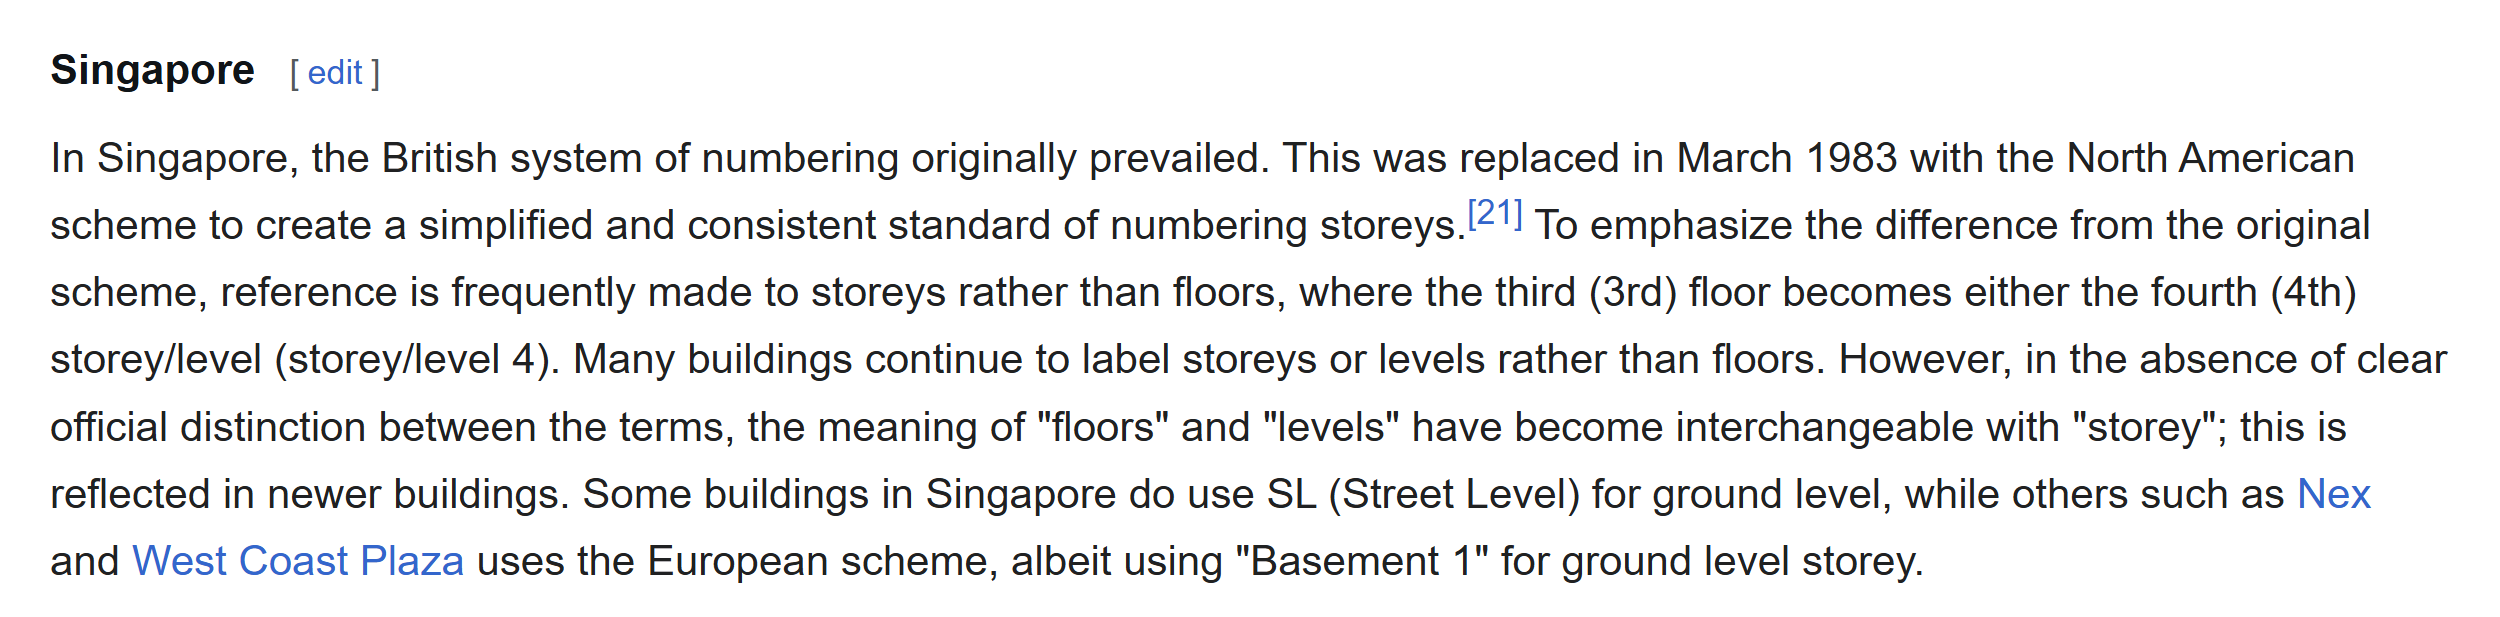 Singapore [ edit ]
In Singapore, the British system of numbering originally prevailed. This was replaced in March 1983 with the North American
scheme to create a simplified and consistent standard of numbering storeys.[21] To emphasize the difference from the original
scheme, reference is frequently made to storeys rather than floors, where the third (3rd) floor becomes either the fourth (4th)
storey/level (storey/level 4). Many buildings continue to label storeys or levels rather than floors. However, in the absence of clear
official distinction between the terms, the meaning of "floors" and "levels" have become interchangeable with "storey"; this is
reflected in newer buildings. Some buildings in Singapore do use SL (Street Level) for ground level, while others such as Nex
and West Coast Plaza uses the European scheme, albeit using "Basement 1" for ground level storey.